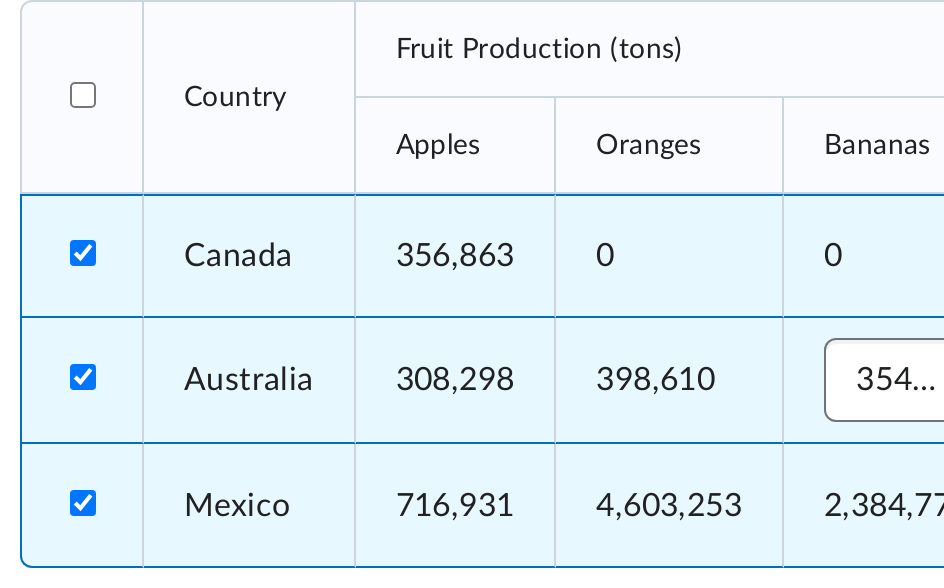 Country
Fruit Production (tons)
Apples Oranges Bananas
Canada 356,863 0 0
Australia 308,298 398,610 354...
Mexico 716,931 4,603,253